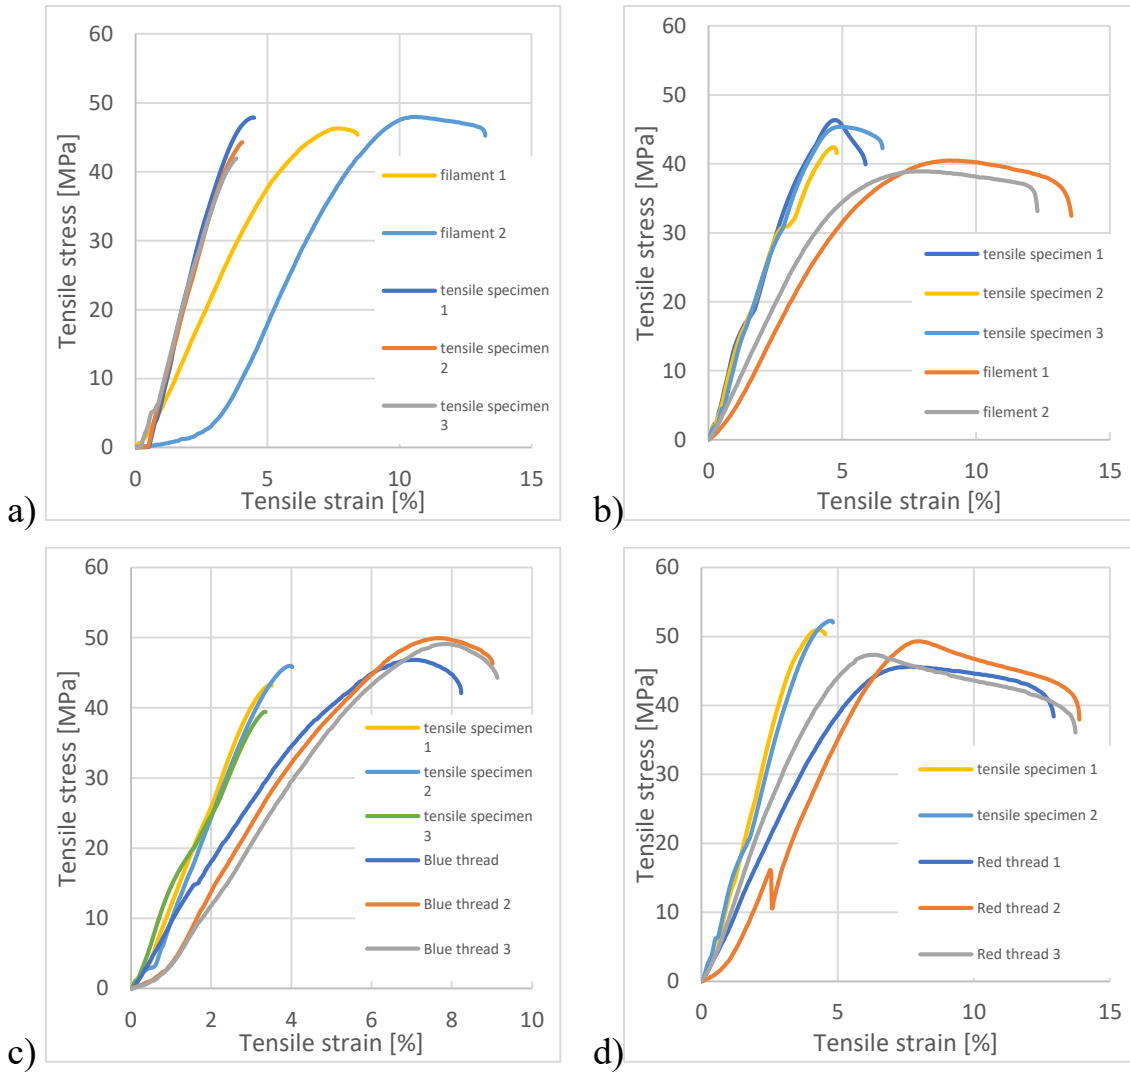 60
50
40
30
20
10
0
Tensile stress [MPa]
filament 1
filament 2
tensile specimen
1
tensile specimen
2
tensile specimen
3
0 5 10 15
Tensile strain [%]
a)
60
50
40
30
20
10
0
Tensile stress [MPa]
tensile specimen 1
tensile specimen 2
tensile specimen 3
filement 1
filement 2
0 5 10 15
Tensile strain [%]
b)
60
50
40
30
20
10
0
Tensile stress [MPa]
tensile specimen
1
tensile specimen
2
tensile specimen
3
Blue thread
Blue thread 2
Blue thread 3
0 2 4 6 8 10
Tensile strain [%]
c)
60
50
40
30
20
10
0
Tensile stress [MPa]
tensile specimen 1
tensile specimen 2
Red thread 1
Red thread 2
Red thread 3
0 5 10 15
Tensile strain [%]
d)